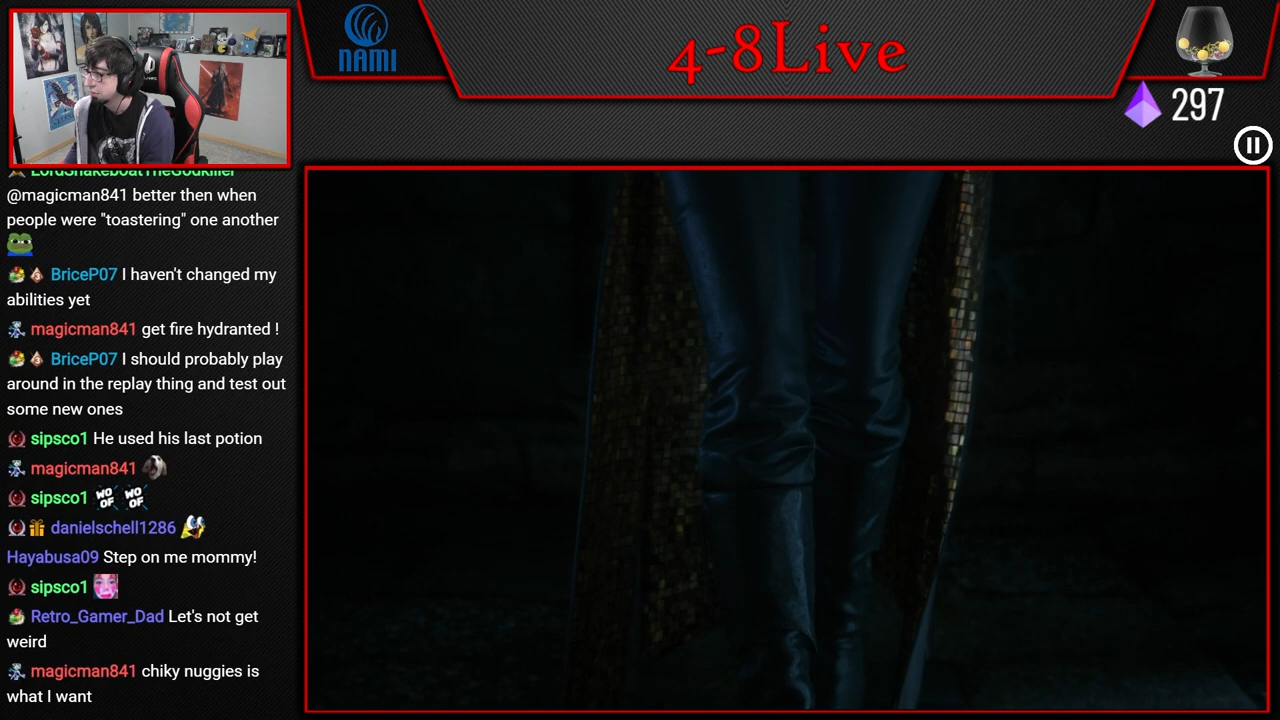 NAMI
4-8Live
297
LordSnakeboatTheGodkiller
@magicman841 better then when
people were "toastering" one another
BriceP07 I haven't changed my
abilities yet
magicman841 get fire hydranted !
BriceP07 I should probably play
around in the replay thing and test out
some new ones
sipsco1 He used his last potion
magicman841
sipsco1 WOOF WOOF
danielschell1286
Hayabusa09 Step on me mommy!
sipsco1
Retro_Gamer_Dad Let's not get
weird
magicman841 chiky nuggies is
what I want